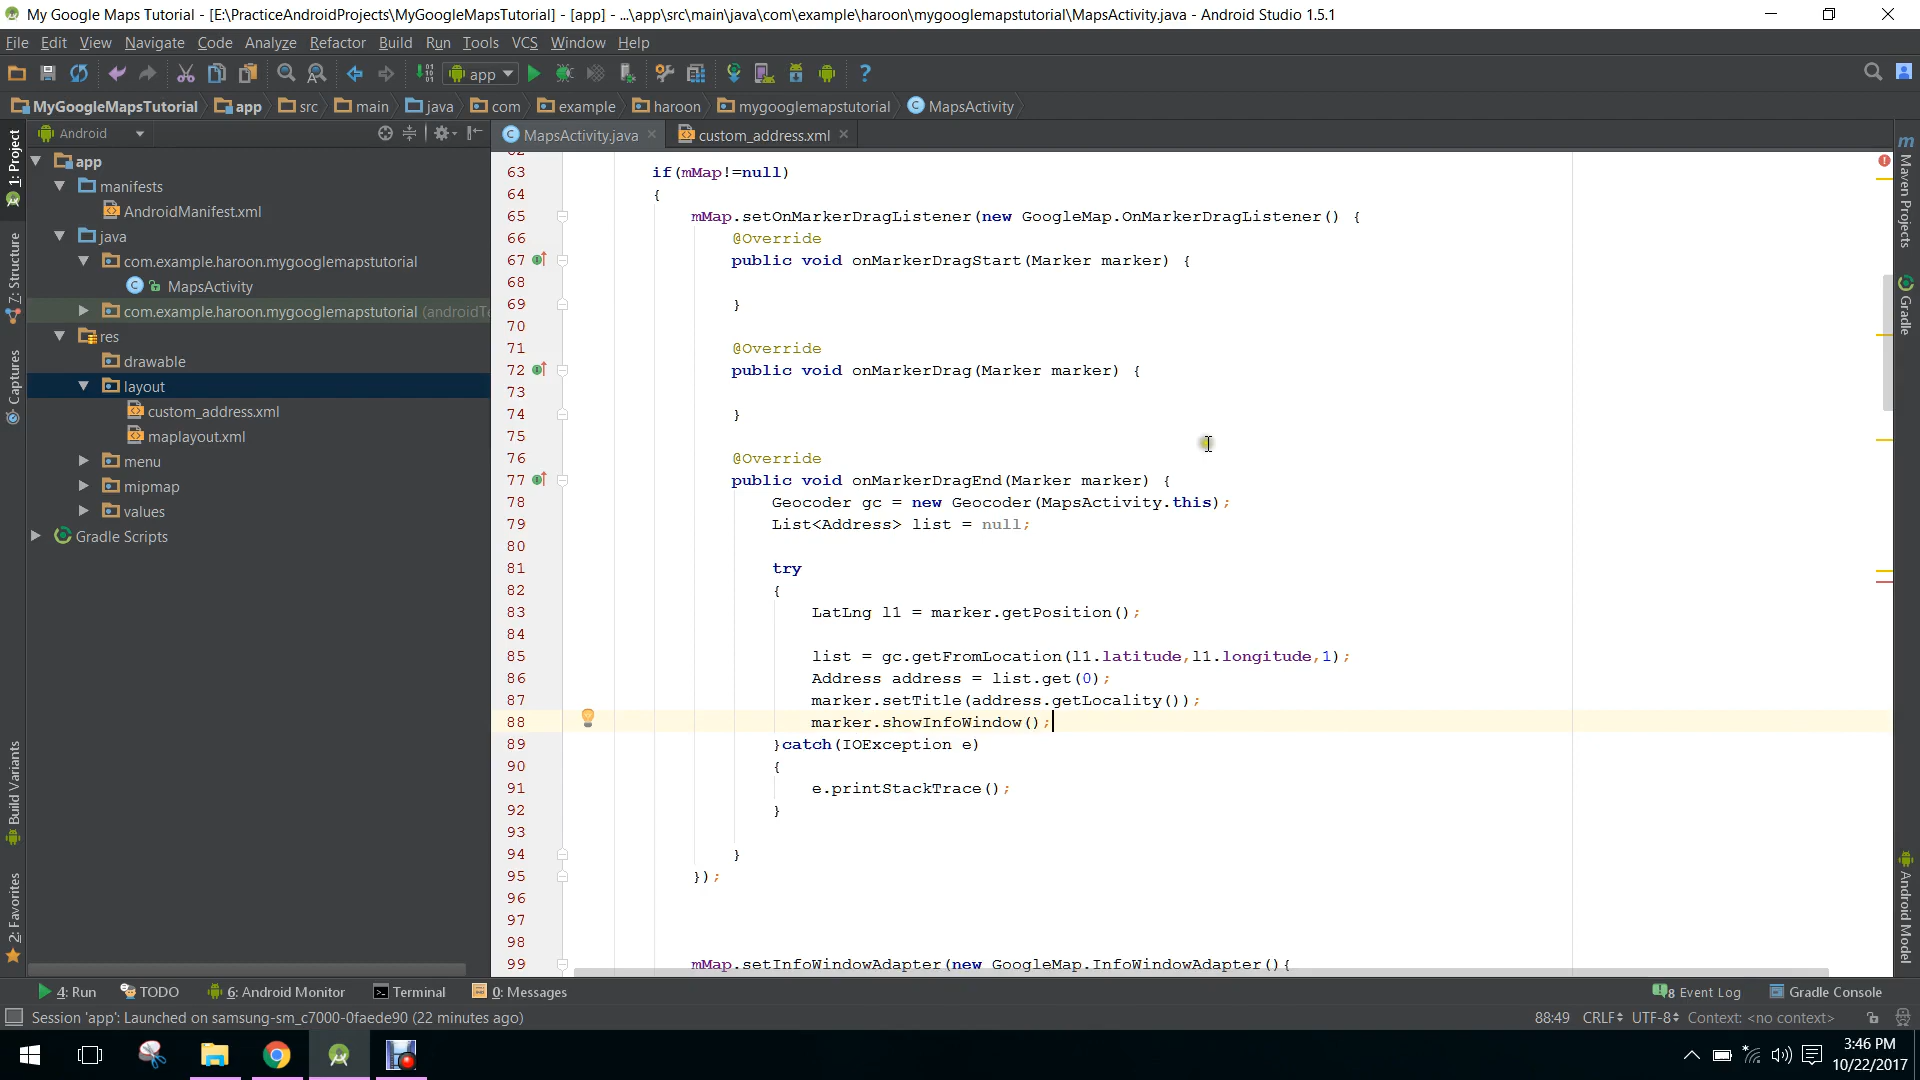 My Google Maps Tutorial - [E:\PracticeAndroidProjects\MyGoogleMapsTutorial] - [app] - ...\app\src\main\java\com\example\haroon\mygooglemapstutorial\MapsActivity.java - Android Studio 1.5.1
File Edit View Navigate Code Analyze Refactor Build Run Tools VCS Window Help
app
MyGoogleMapsTutorial app src main java com example haroon mygooglemapstutorial MapsActivity
Android
MapsActivity.java custom_address.xml
1: Project
7: Structure
Captures
Build Variants
2: Favorites
app
manifests
AndroidManifest.xml
java
com.example.haroon.mygooglemapstutorial
MapsActivity
com.example.haroon.mygooglemapstutorial (androidTe
res
drawable
layout
custom_address.xml
maplayout.xml
menu
mipmap
values
Gradle Scripts
62
63 if(mMap!=null)
64 {
65 mMap.setOnMarkerDragListener(new GoogleMap.OnMarkerDragListener() {
66 @Override
67 public void onMarkerDragStart(Marker marker) {
68
69 }
70
71 @Override
72 public void onMarkerDrag(Marker marker) {
73
74 }
75
76 @Override
77 public void onMarkerDragEnd(Marker marker) {
78 Geocoder gc = new Geocoder(MapsActivity.this);
79 List<Address> list = null;
80
81 try
82 {
83 LatLng l1 = marker.getPosition();
84
85 list = gc.getFromLocation(l1.latitude,l1.longitude,1);
86 Address address = list.get(0);
87 marker.setTitle(address.getLocality());
88 marker.showInfoWindow();
89 }catch(IOException e)
90 {
91 e.printStackTrace();
92 }
93
94 }
95 });
96
97
98
99 mMap.setInfoWindowAdapter(new GoogleMap.InfoWindowAdapter(){
m Maven Projects
Gradle
Android Model
4: Run TODO 6: Android Monitor Terminal 0: Messages 8 Event Log Gradle Console
Session 'app': Launched on samsung-sm_c7000-0faede90 (22 minutes ago) 88:49 CRLF UTF-8 Context: <no context>
3:46 PM
10/22/2017